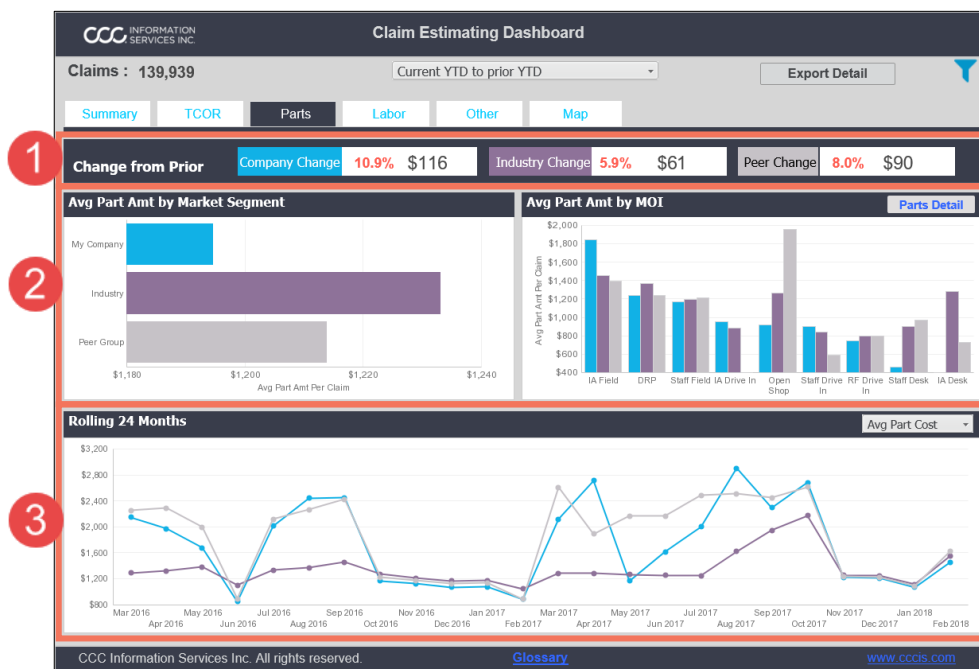 CCC INFORMATION SERVICES INC.
Claim Estimating Dashboard
Claims : 139,939
Current YTD to prior YTD
Export Detail
Summary TCOR Parts Labor Other Map
1
Change from Prior Company Change 10.9% $116 Industry Change 5.9% $61 Peer Change 8.0% $90
2
Avg Part Amt by Market Segment
My Company
Industry
Peer Group
$1,180 $1,200 $1,220 $1,240
Avg Part Amt Per Claim
Avg Part Amt by MOI
Parts Detail
Avg Part Amt Per Claim
$2,000
$1,800
$1,600
$1,400
$1,200
$1,000
$800
$600
$400
IA Field DRP Staff Field IA Drive In Open Shop Staff Drive In RF Drive In Staff Desk IA Desk
3
Rolling 24 Months
Avg Part Cost
$3,200
$2,800
$2,400
$2,000
$1,600
$1,200
$800
Mar 2016 May 2016 Jul 2016 Sep 2016 Nov 2016 Jan 2017 Mar 2017 May 2017 Jul 2017 Sep 2017 Nov 2017 Jan 2018
Apr 2016 Jun 2016 Aug 2016 Oct 2016 Dec 2016 Feb 2017 Apr 2017 Jun 2017 Aug 2017 Oct 2017 Dec 2017 Feb 2018
CCC Information Services Inc. All rights reserved.
Glossary
www.cccis.com